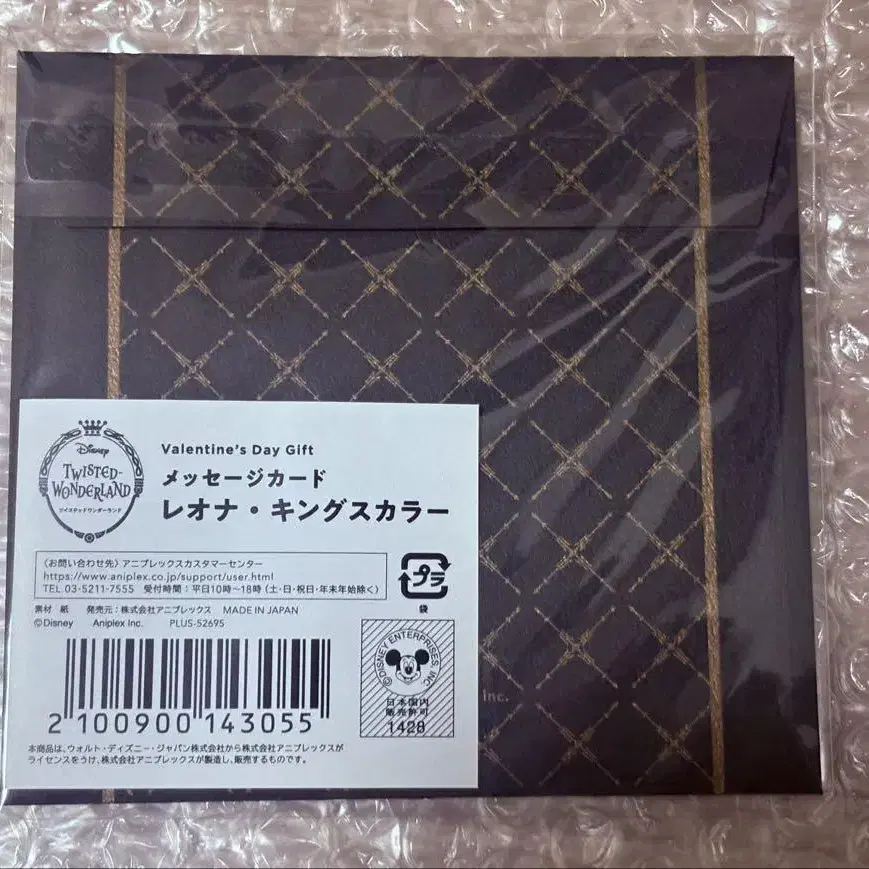 Disney
TWISTED-
WONDERLAND
ツイステッドワンダーランド
Valentine's Day Gift
メッセージカード
レオナ・キングスカラー
〈お問い合わせ先〉アニプレックスカスタマーセンター
https://www.aniplex.co.jp/support/user.html
TEL 03-5211-7555 受付時間：平日10時〜18時（土・日・祝日・年末年始除く）
プラ
袋
素材 紙 発売元：株式会社アニプレックス MADE IN JAPAN
©Disney Aniplex Inc. PLUS-52695
2 100900 143055
©DISNEY ENTERPRISES, INC.
日本国内
販売許可
1428
inc.
本商品は、ウォルト・ディズニー・ジャパン株式会社から株式会社アニプレックスが
ライセンスをうけ、株式会社アニプレックスが製造し、販売するものです。